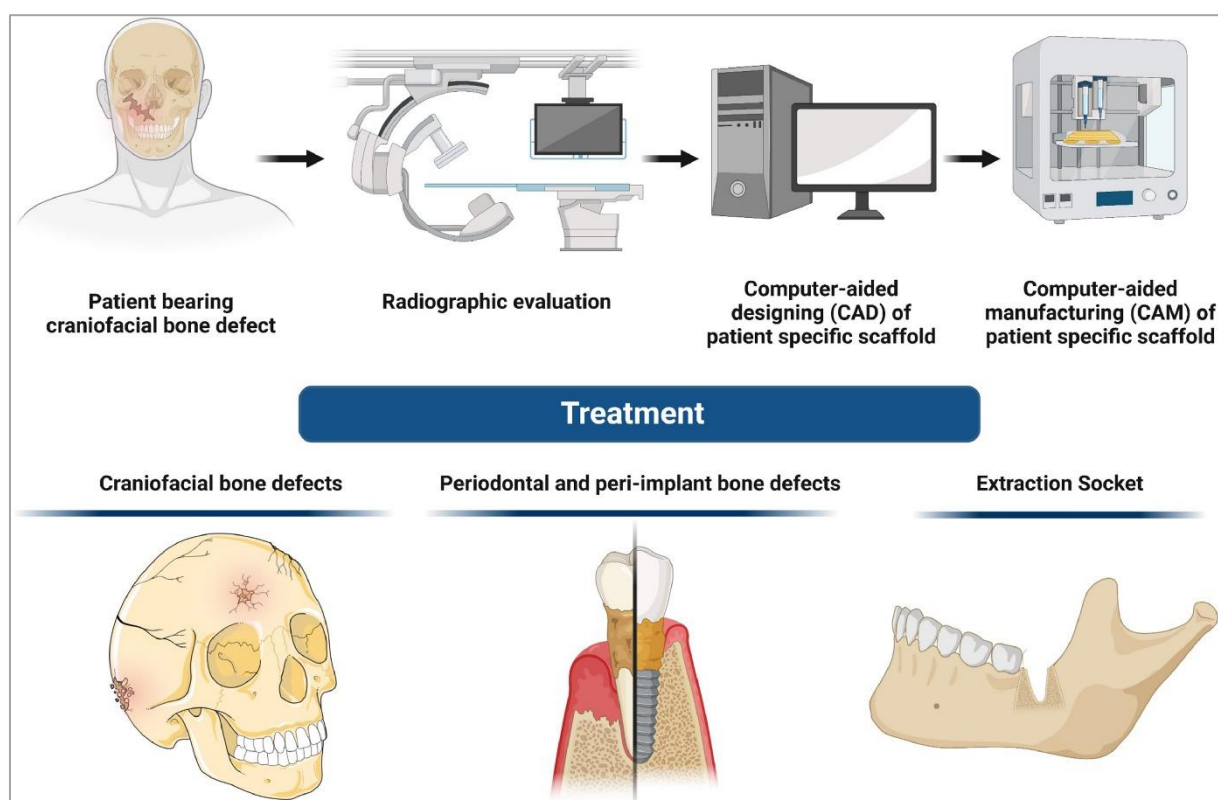 Patient bearing
craniofacial bone defect
Radiographic evaluation
Computer-aided
designing (CAD) of
patient specific scaffold
Computer-aided
manufacturing (CAM) of
patient specific scaffold
Treatment
Craniofacial bone defects
Periodontal and peri-implant bone defects
Extraction Socket